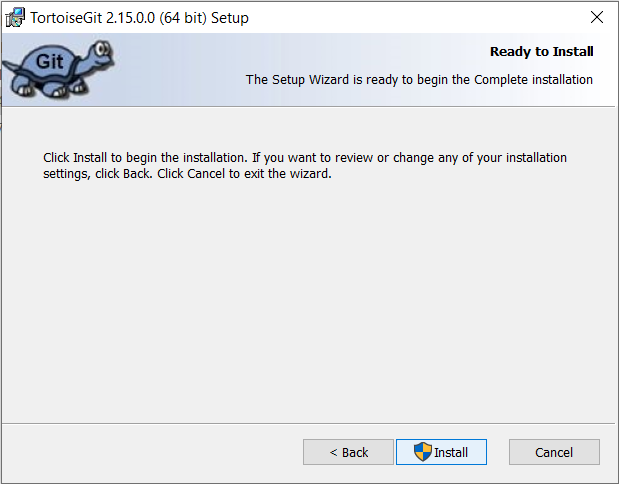 TortoiseGit 2.15.0.0 (64 bit) Setup
Git
Ready to Install
The Setup Wizard is ready to begin the Complete installation
Click Install to begin the installation. If you want to review or change any of your installation
settings, click Back. Click Cancel to exit the wizard.
< Back
Install
Cancel